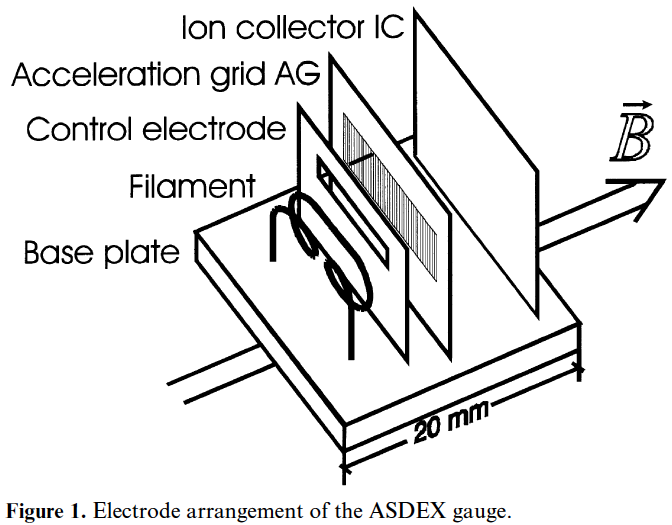 Ion collector IC
Acceleration grid AG
Control electrode
Filament
Base plate
B
20 mm
Figure 1. Electrode arrangement of the ASDEX gauge.